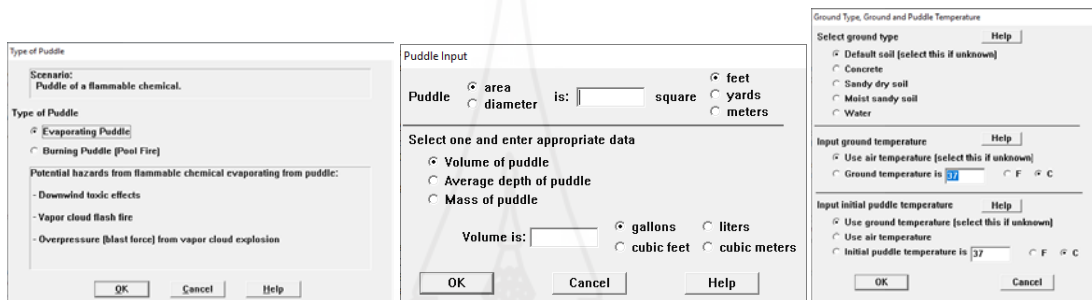 Type of Puddle
Scenario:
Puddle of a flammable chemical.
Type of Puddle
Evaporating Puddle
Burning Puddle (Pool Fire)
Potential hazards from flammable chemical evaporating from puddle:
- Downwind toxic effects
- Vapor cloud flash fire
- Overpressure (blast force) from vapor cloud explosion
OK Cancel Help
Puddle Input
Puddle area is: square feet
diameter yards
meters
Select one and enter appropriate data
Volume of puddle
Average depth of puddle
Mass of puddle
Volume is: gallons liters
cubic feet cubic meters
OK Cancel Help
Ground Type, Ground and Puddle Temperature
Select ground type Help
Default soil (select this if unknown)
Concrete
Sandy dry soil
Moist sandy soil
Water
Input ground temperature Help
Use air temperature (select this if unknown)
Ground temperature is 37 F C
Input initial puddle temperature Help
Use ground temperature (select this if unknown)
Use air temperature
Initial puddle temperature is 37 F C
OK Cancel